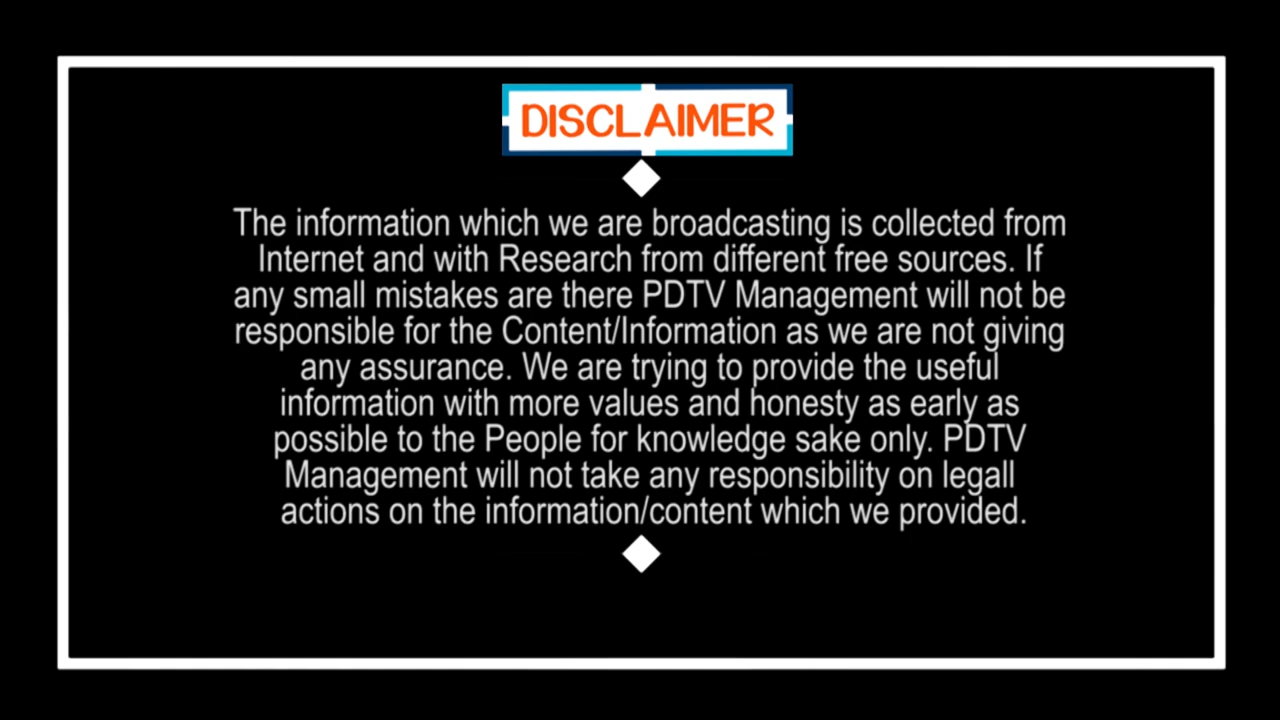 DISCLAIMER
The information which we are broadcasting is collected from
Internet and with Research from different free sources. If
any small mistakes are there PDTV Management will not be
responsible for the Content/Information as we are not giving
any assurance. We are trying to provide the useful
information with more values and honesty as early as
possible to the People for knowledge sake only. PDTV
Management will not take any responsibility on legall
actions on the information/content which we provided.